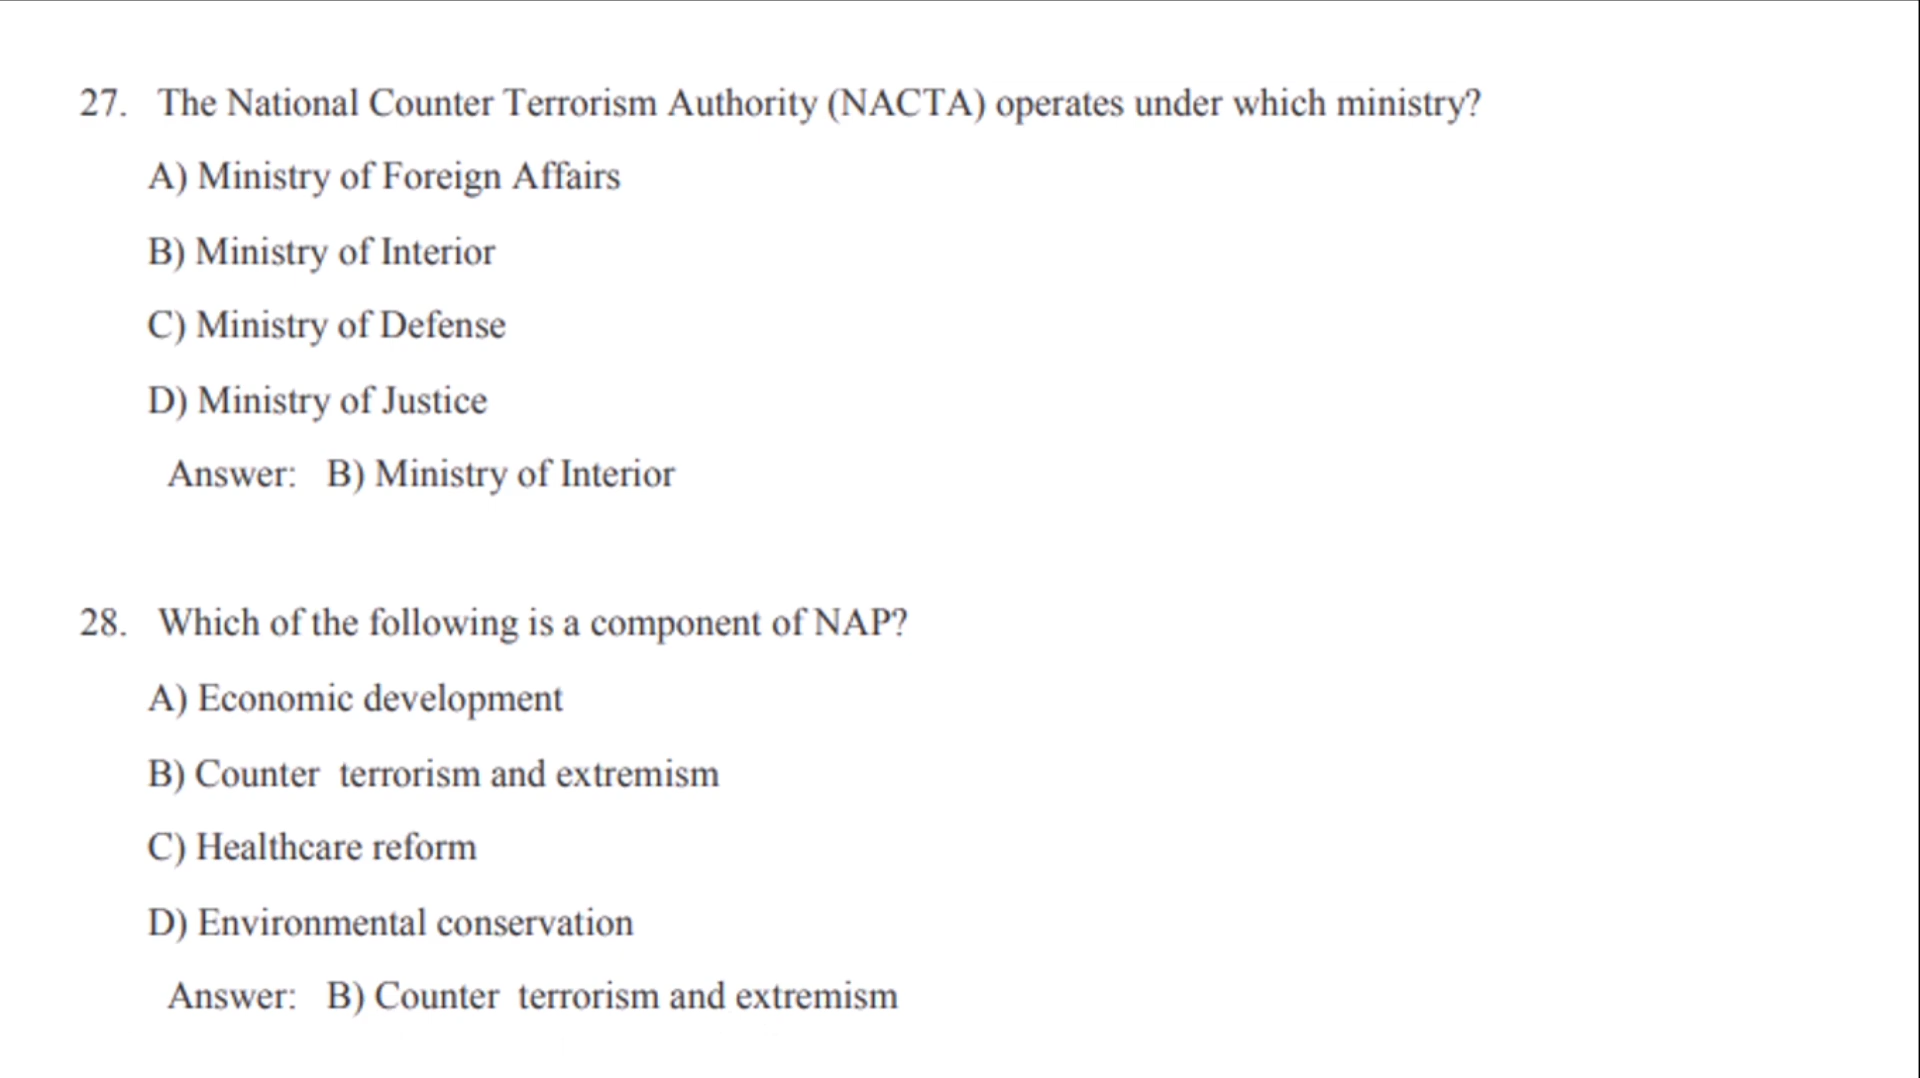 27. The National Counter Terrorism Authority (NACTA) operates under which ministry?
A) Ministry of Foreign Affairs
B) Ministry of Interior
C) Ministry of Defense
D) Ministry of Justice
Answer: B) Ministry of Interior
28. Which of the following is a component of NAP?
A) Economic development
B) Counter terrorism and extremism
C) Healthcare reform
D) Environmental conservation
Answer: B) Counter terrorism and extremism